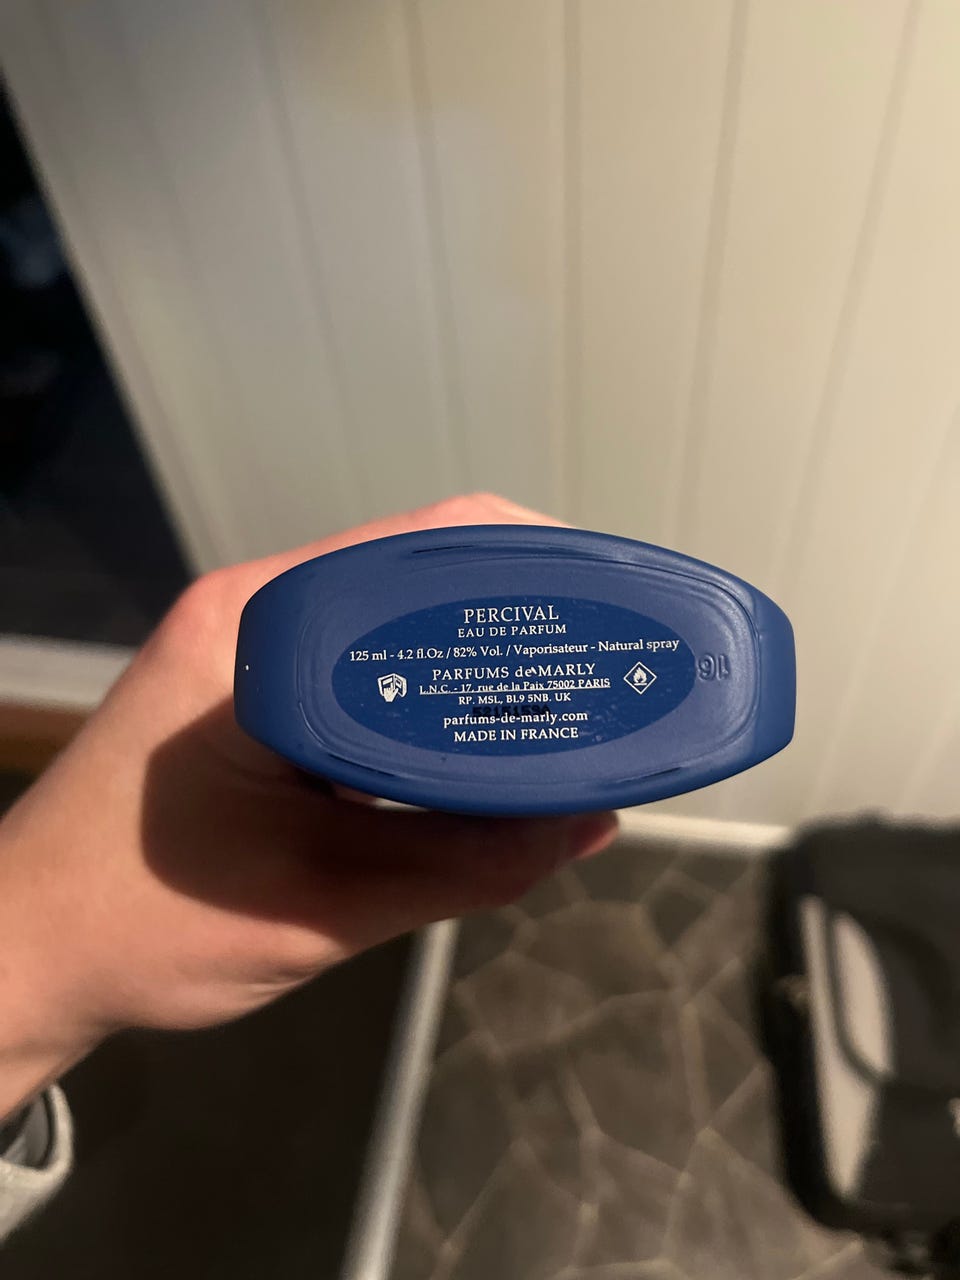 PERCIVAL
EAU DE PARFUM
125 ml - 4.2 fl.Oz / 82% Vol. / Vaporisateur - Natural spray
PARFUMS de MARLY
L.N.C. - 17, rue de la Paix 75002 PARIS
RP. MSL, BL9 5NB. UK
parfums-de-marly.com
MADE IN FRANCE
16